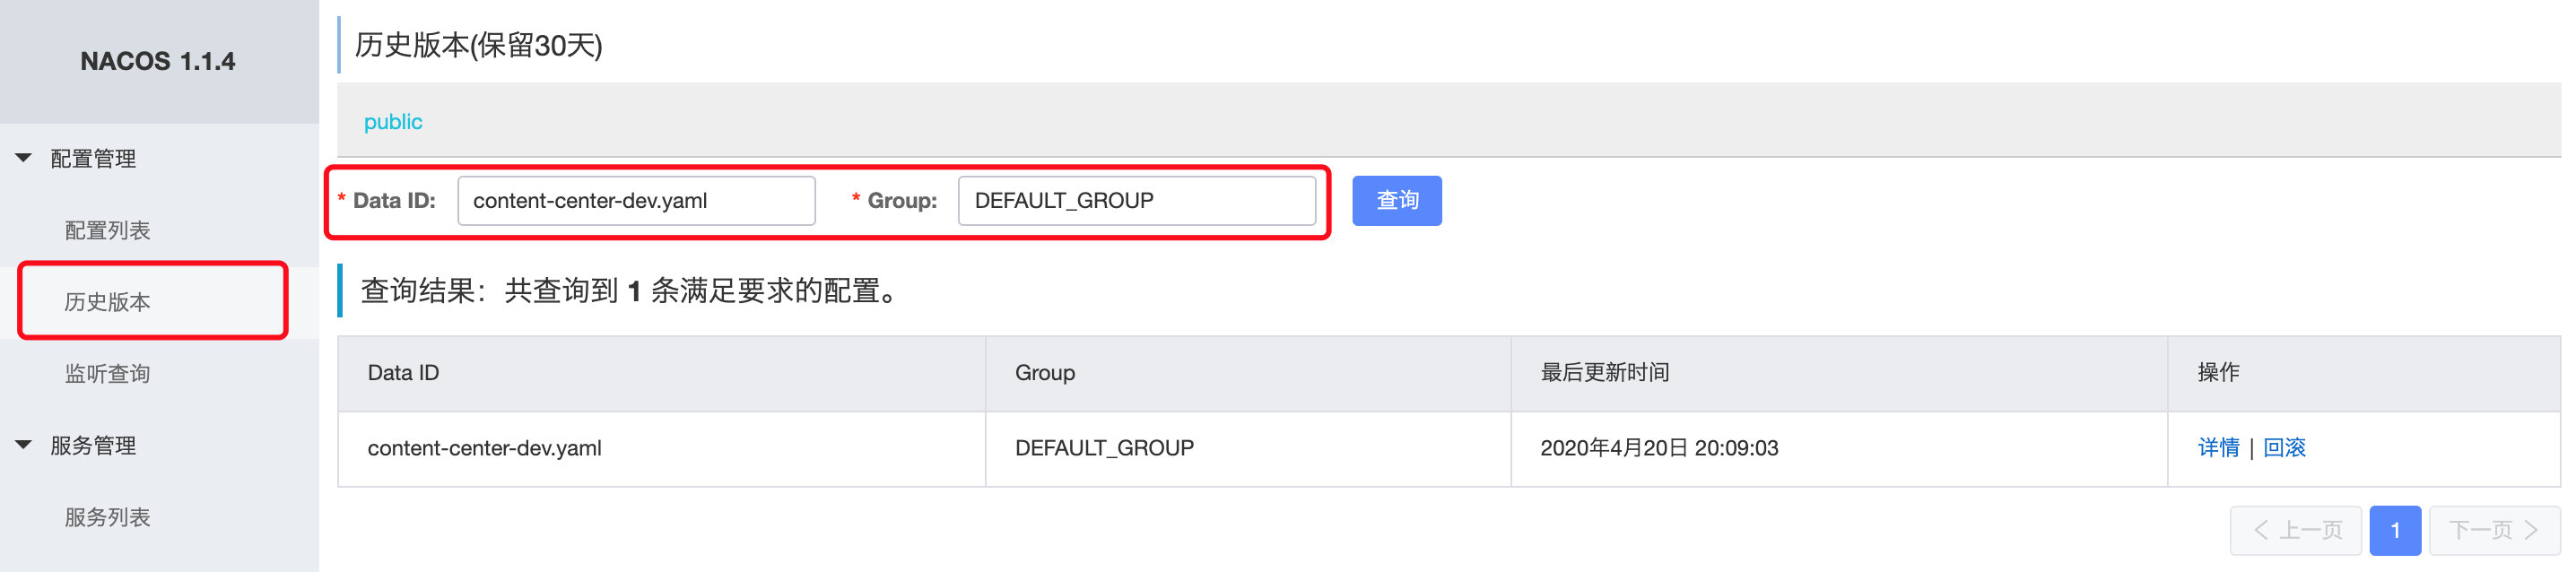 NACOS 1.1.4
配置管理
配置列表
历史版本
监听查询
服务管理
服务列表
历史版本(保留30天)
public
* Data ID: content-center-dev.yaml * Group: DEFAULT_GROUP 查询
查询结果：共查询到 1 条满足要求的配置。
Data ID Group 最后更新时间 操作
content-center-dev.yaml DEFAULT_GROUP 2020年4月20日 20:09:03 详情 | 回滚
上一页 1 下一页